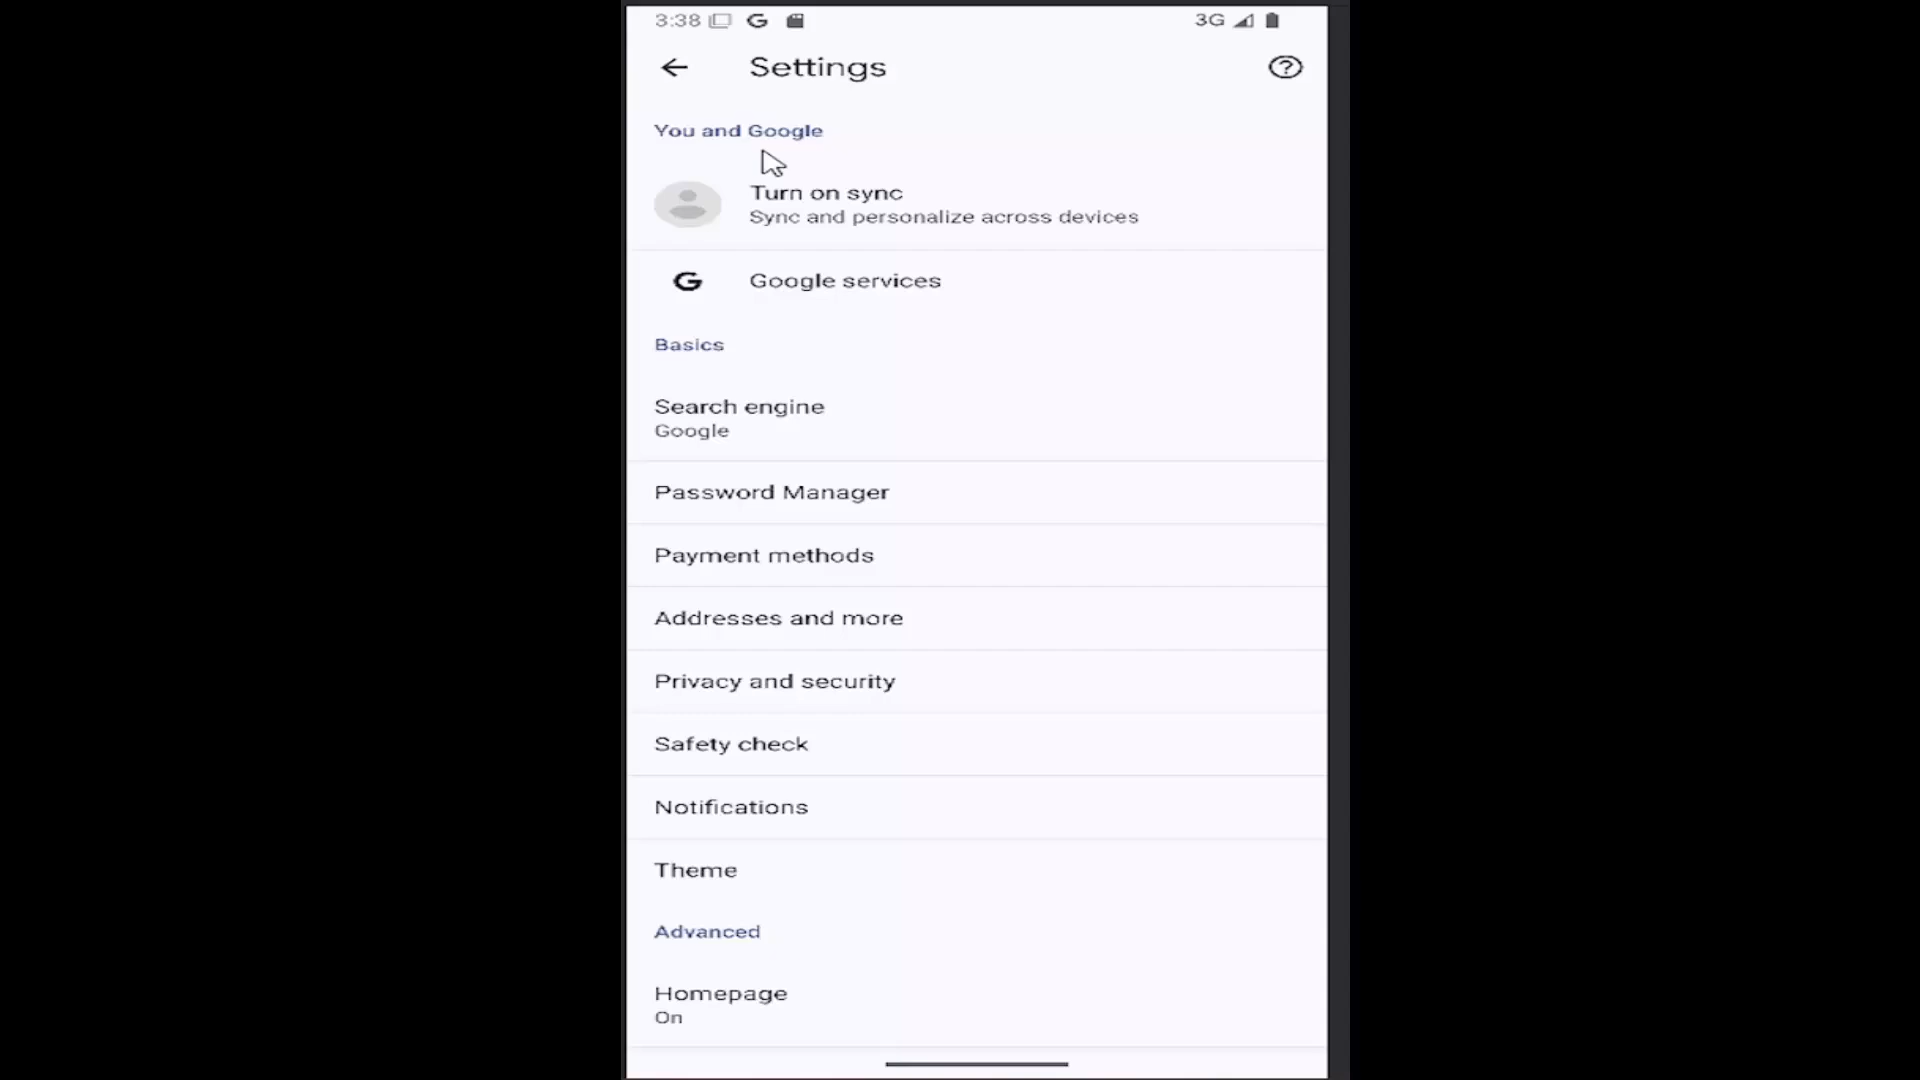 3:38 G 3G
Settings
You and Google
Turn on sync
Sync and personalize across devices
G Google services
Basics
Search engine
Google
Password Manager
Payment methods
Addresses and more
Privacy and security
Safety check
Notifications
Theme
Advanced
Homepage
On